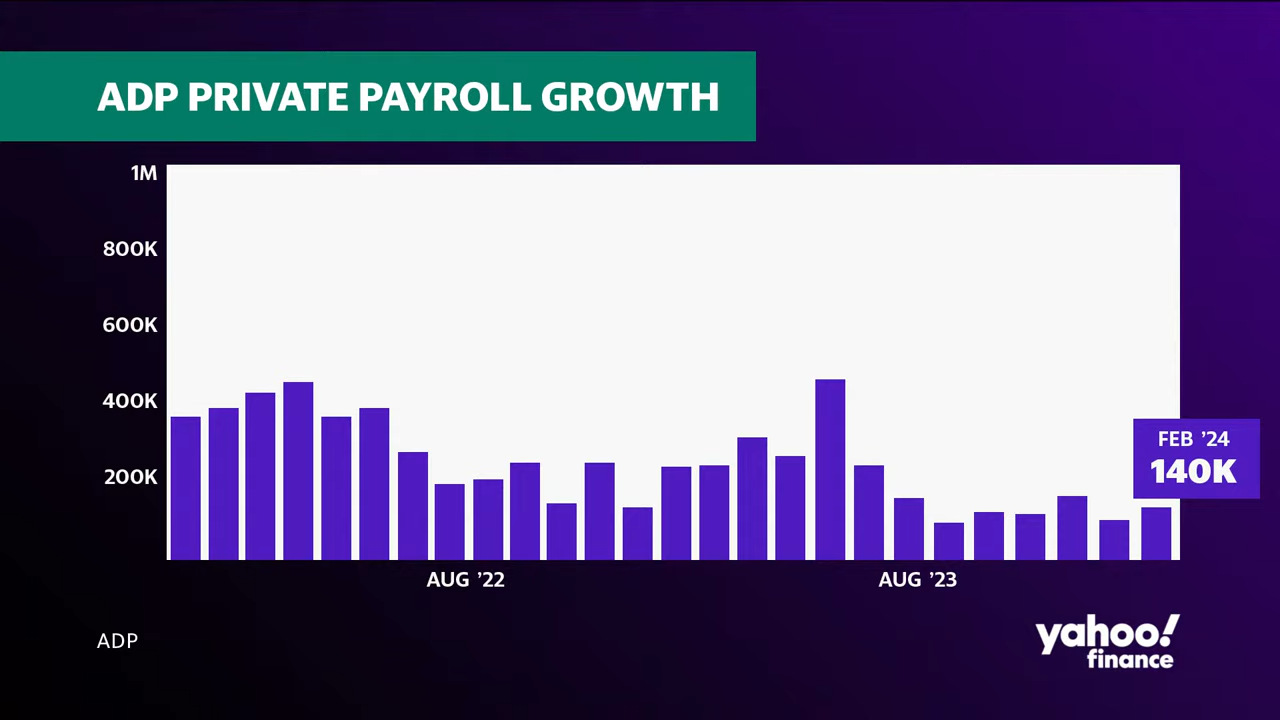 ADP PRIVATE PAYROLL GROWTH
1M
800K
600K
400K
200K
FEB ’24
140K
AUG ’22
AUG ’23
ADP
yahoo!
finance